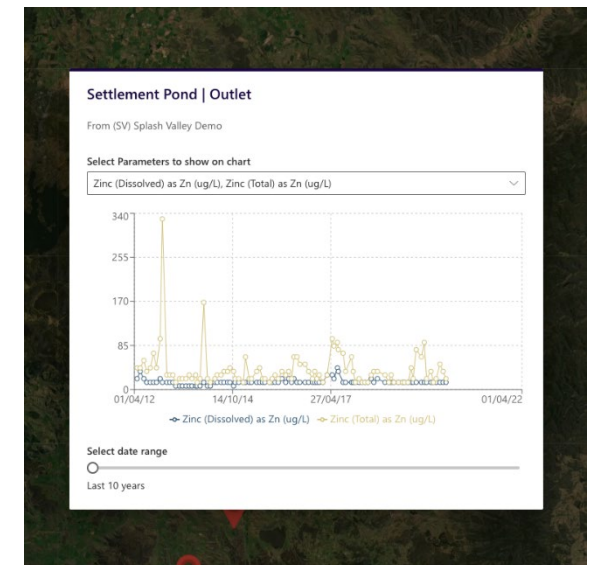 Settlement Pond | Outlet
From (SV) Splash Valley Demo
Select Parameters to show on chart
Zinc (Dissolved) as Zn (ug/L), Zinc (Total) as Zn (ug/L)
340
255
170
85
0
01/04/12 14/10/14 27/04/17 01/04/22
Zinc (Dissolved) as Zn (ug/L) Zinc (Total) as Zn (ug/L)
Select date range
Last 10 years